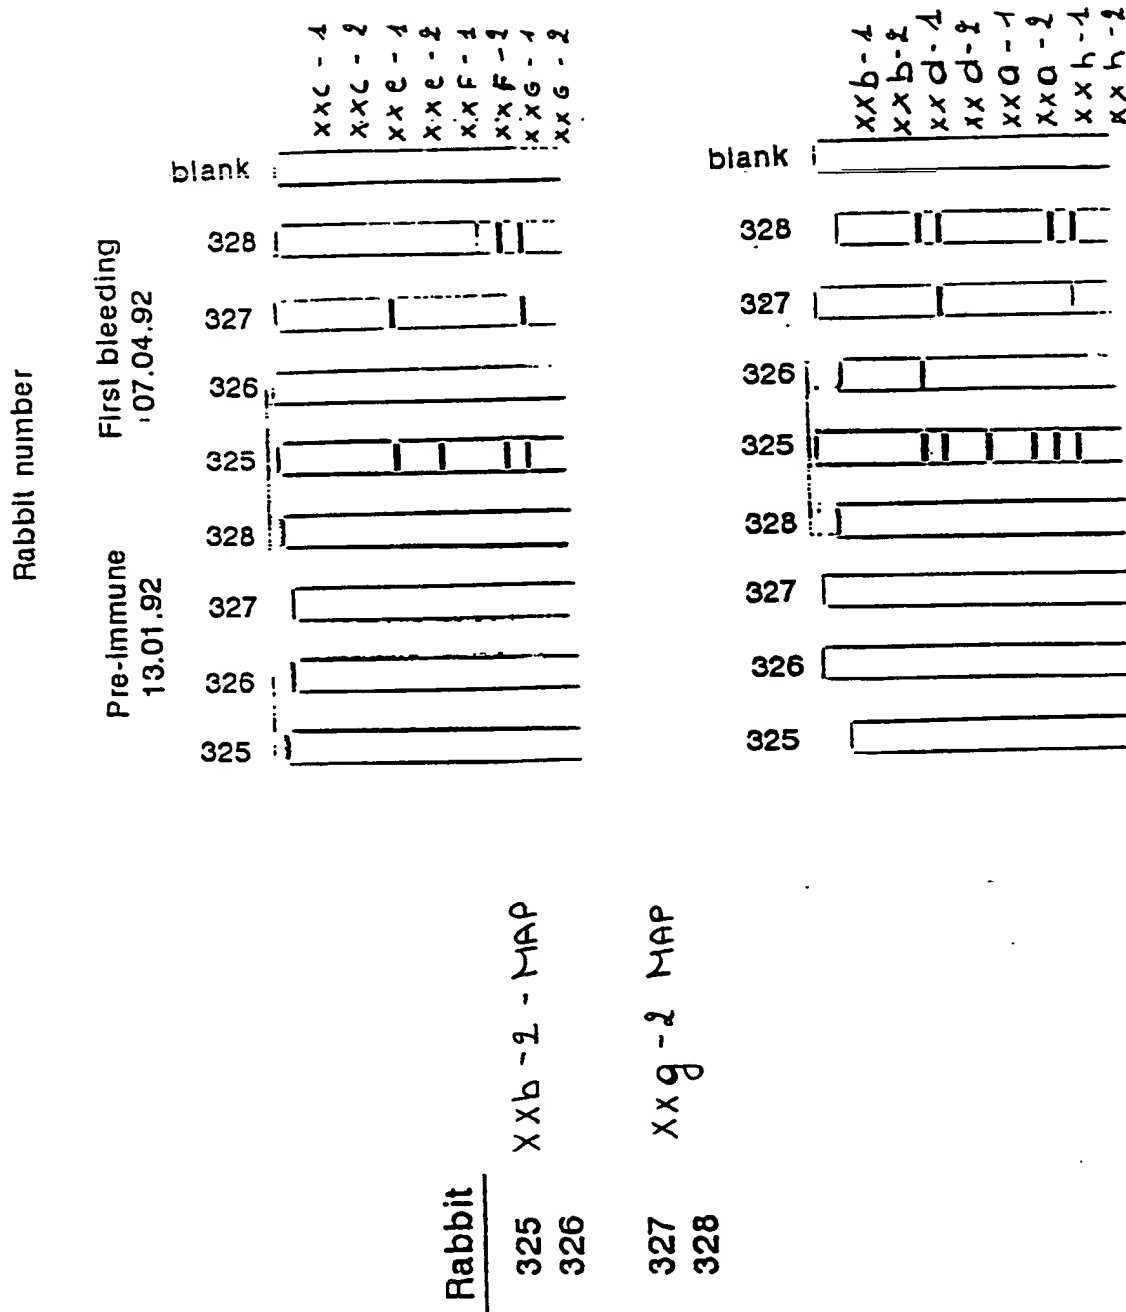 Rabbit number
First bleeding
07.04.92
Pre-immune
13.01.92
xxc - 1
xxc - 2
xxe - 1
xxe - 2
xxF - 1
xxF - 2
xxG - 1
xxG - 2
blank
328
327
326
325
328
327
326
325
xxb - 1
xxb - 2
xxd - 1
xxd - 2
xxa - 1
xxa - 2
xxh - 1
xxh - 2
blank
328
327
326
325
328
327
326
325
Rabbit
325 xxb - 2 - MAP
326
327 xxg - 2 MAP
328